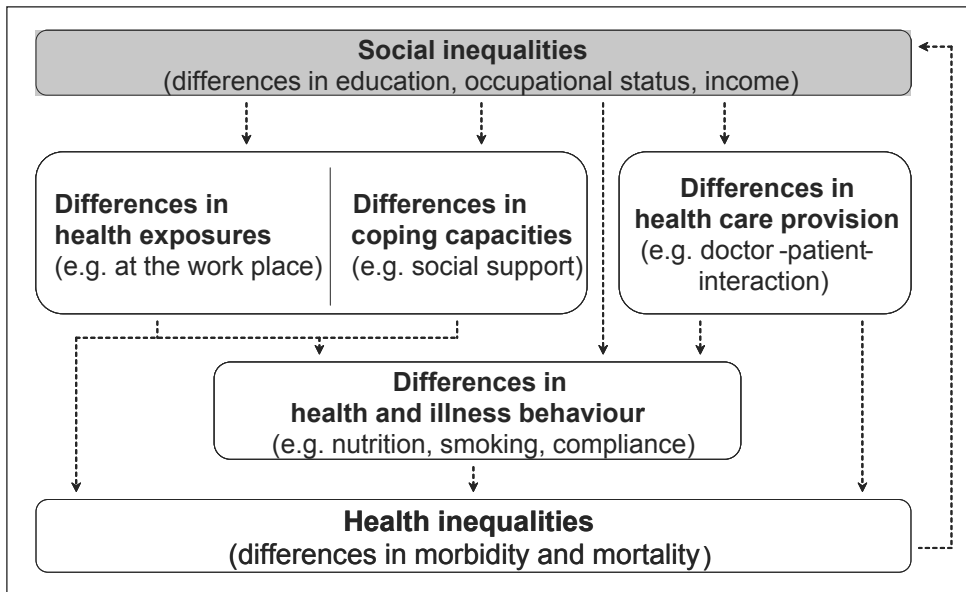 Social inequalities
(differences in education, occupational status, income)
Differences in
health exposures
(e.g. at the work place)
Differences in
coping capacities
(e.g. social support)
Differences in
health care provision
(e.g. doctor -patient-
interaction)
Differences in
health and illness behaviour
(e.g. nutrition, smoking, compliance)
Health inequalities
(differences in morbidity and mortality)